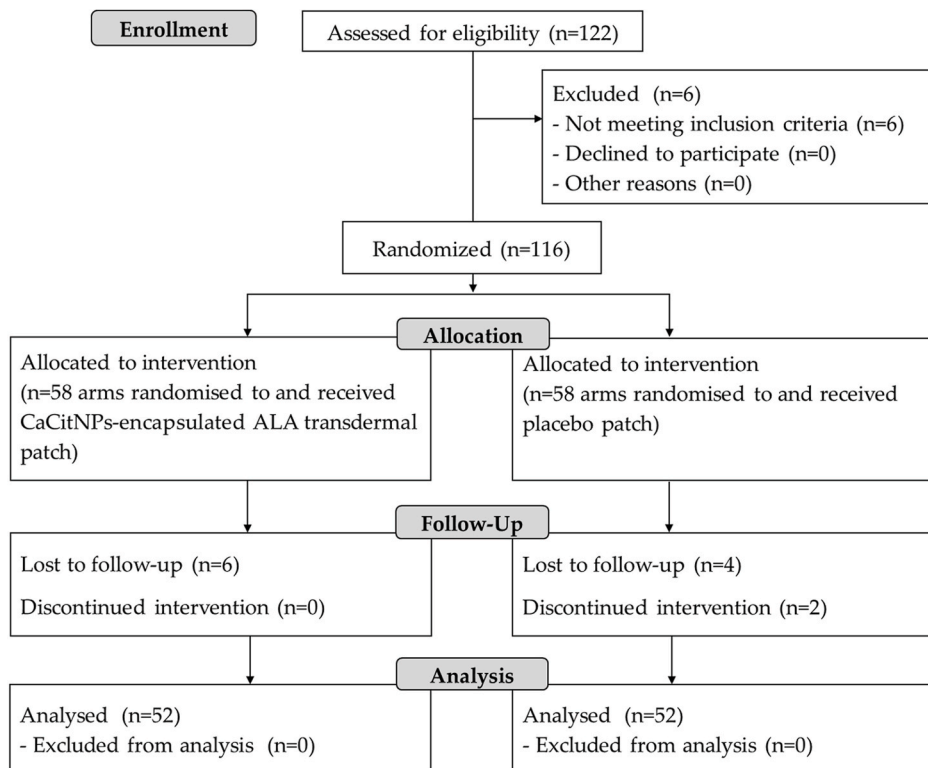 Enrollment
Assessed for eligibility (n=122)
Excluded (n=6)
- Not meeting inclusion criteria (n=6)
- Declined to participate (n=0)
- Other reasons (n=0)
Randomized (n=116)
Allocation
Allocated to intervention
(n=58 arms randomised to and received
CaCitNPs-encapsulated ALA transdermal
patch)
Allocated to intervention
(n=58 arms randomised to and received
placebo patch)
Follow-Up
Lost to follow-up (n=6)
Discontinued intervention (n=0)
Lost to follow-up (n=4)
Discontinued intervention (n=2)
Analysis
Analysed (n=52)
- Excluded from analysis (n=0)
Analysed (n=52)
- Excluded from analysis (n=0)